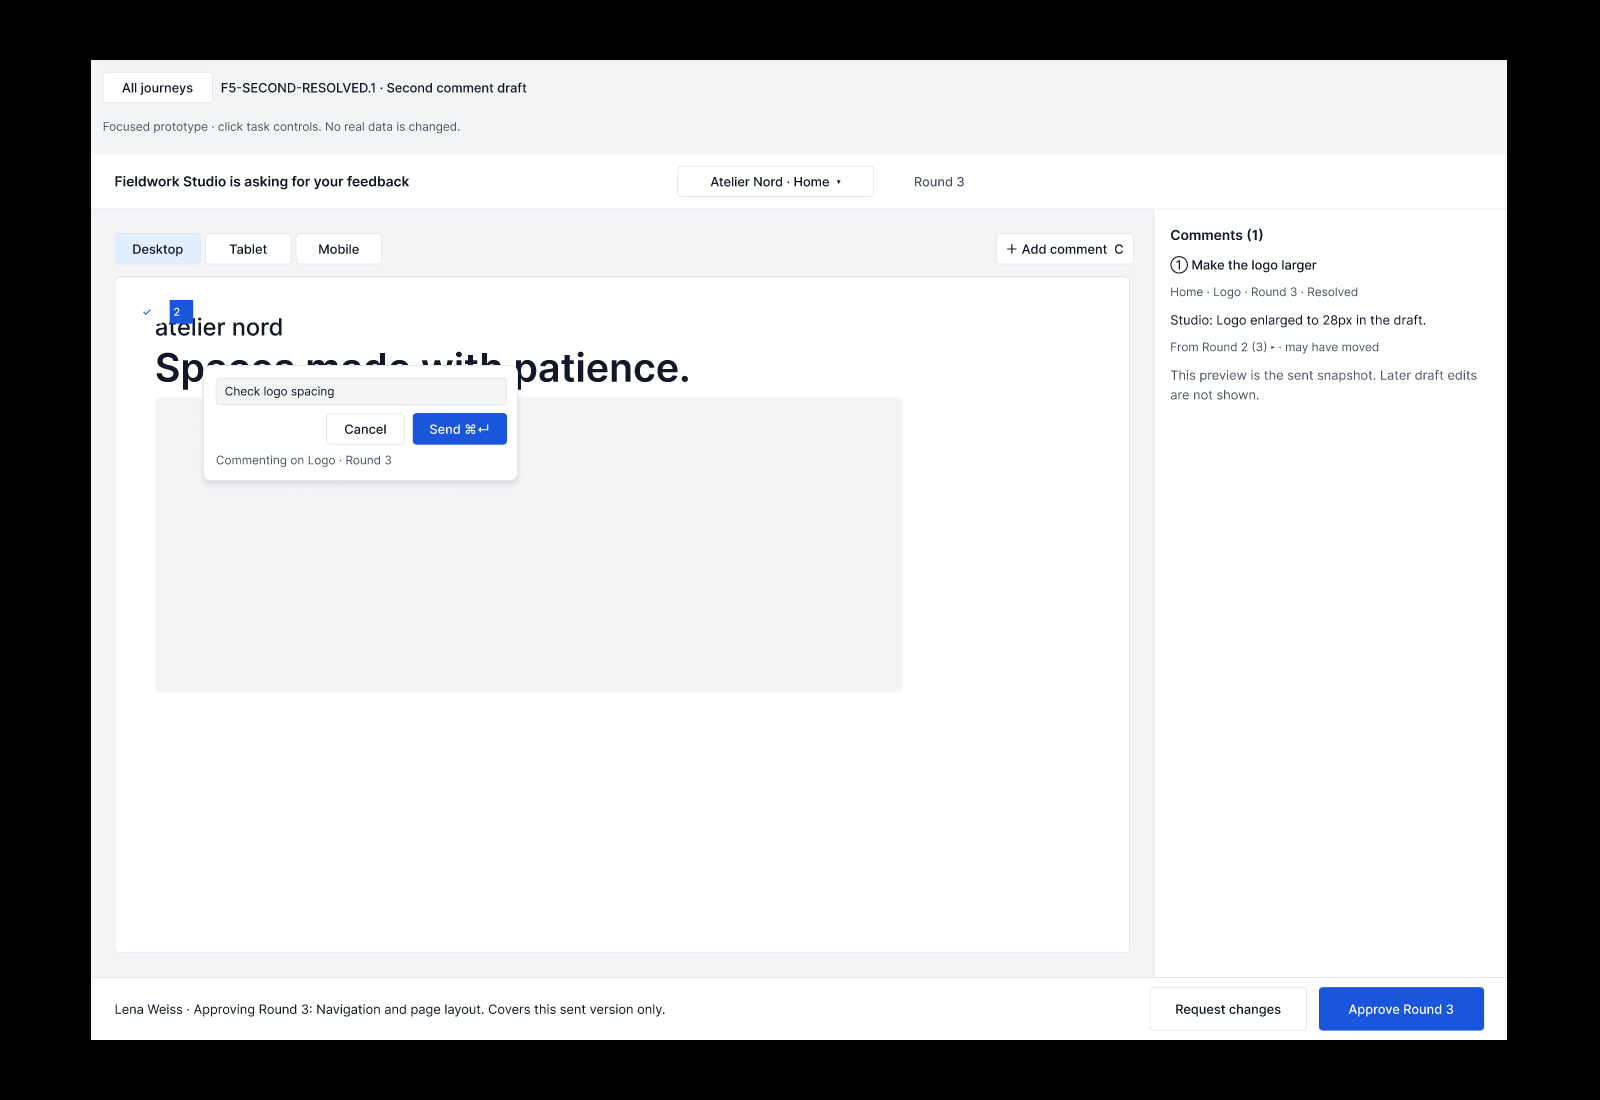 All journeys F5-SECOND-RESOLVED.1 · Second comment draft
Focused prototype · click task controls. No real data is changed.
Fieldwork Studio is asking for your feedback
Atelier Nord · Home ▾
Round 3
Desktop Tablet Mobile
+ Add comment C
✓ 2
atelier nord
Spaces made with patience.
Check logo spacing
Cancel Send ⌘↵
Commenting on Logo · Round 3
Comments (1)
① Make the logo larger
Home · Logo · Round 3 · Resolved
Studio: Logo enlarged to 28px in the draft.
From Round 2 (3) ▸ · may have moved
This preview is the sent snapshot. Later draft edits
are not shown.
Lena Weiss · Approving Round 3: Navigation and page layout. Covers this sent version only.
Request changes Approve Round 3